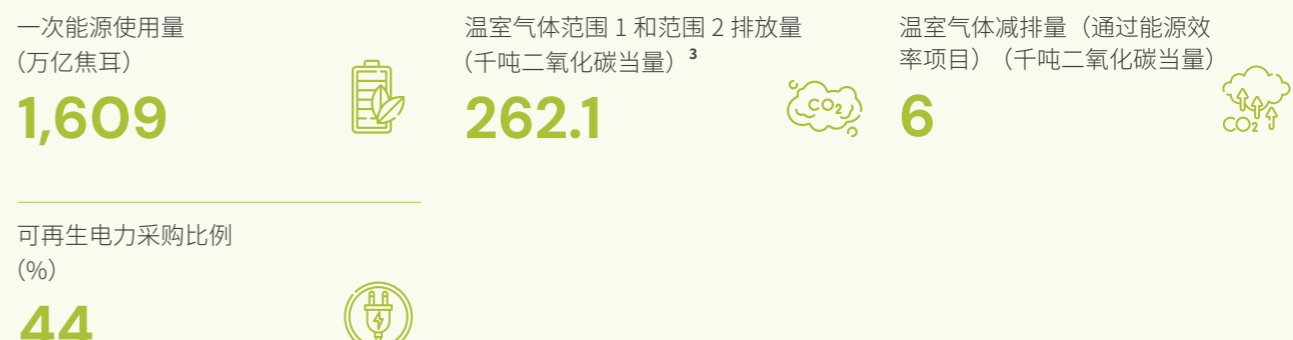 一次能源使用量
(万亿焦耳)
1,609
温室气体范围 1 和范围 2 排放量
(千吨二氧化碳当量) 3
CO2
262.1
温室气体减排量（通过能源效
率项目）（千吨二氧化碳当量）
6
CO2
可再生电力采购比例
(%)
44